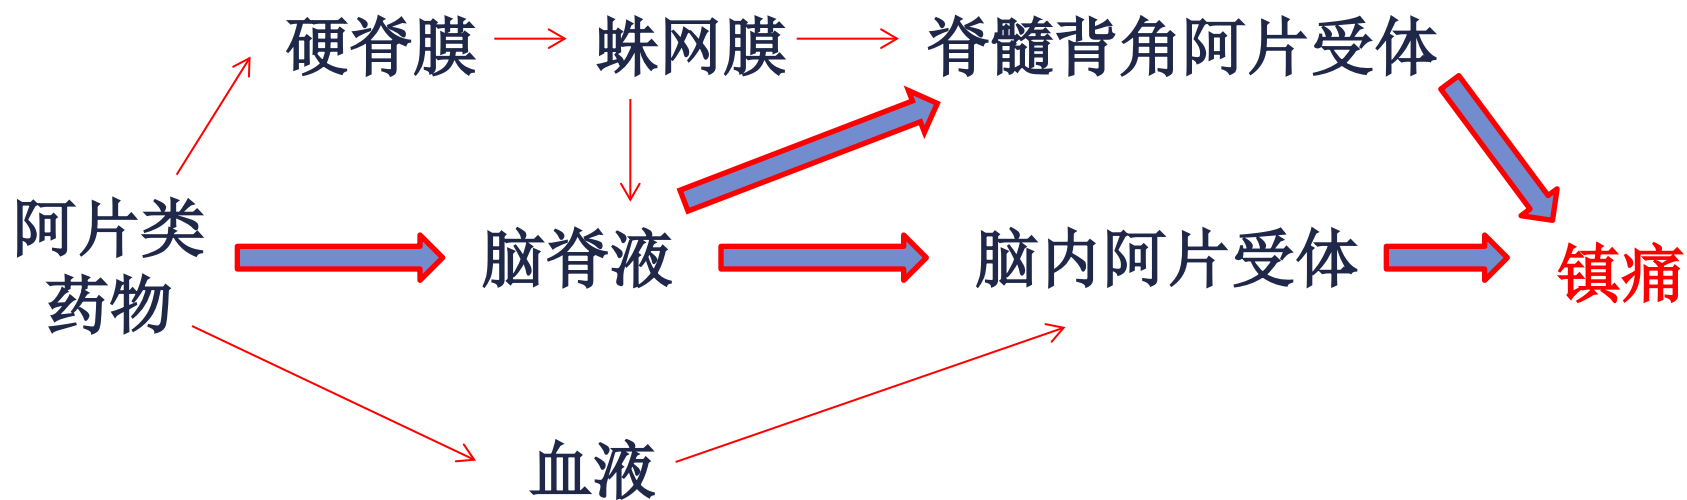 硬脊膜
蛛网膜
脊髓背角阿片受体
阿片类
药物
脑脊液
脑内阿片受体
镇痛
血液